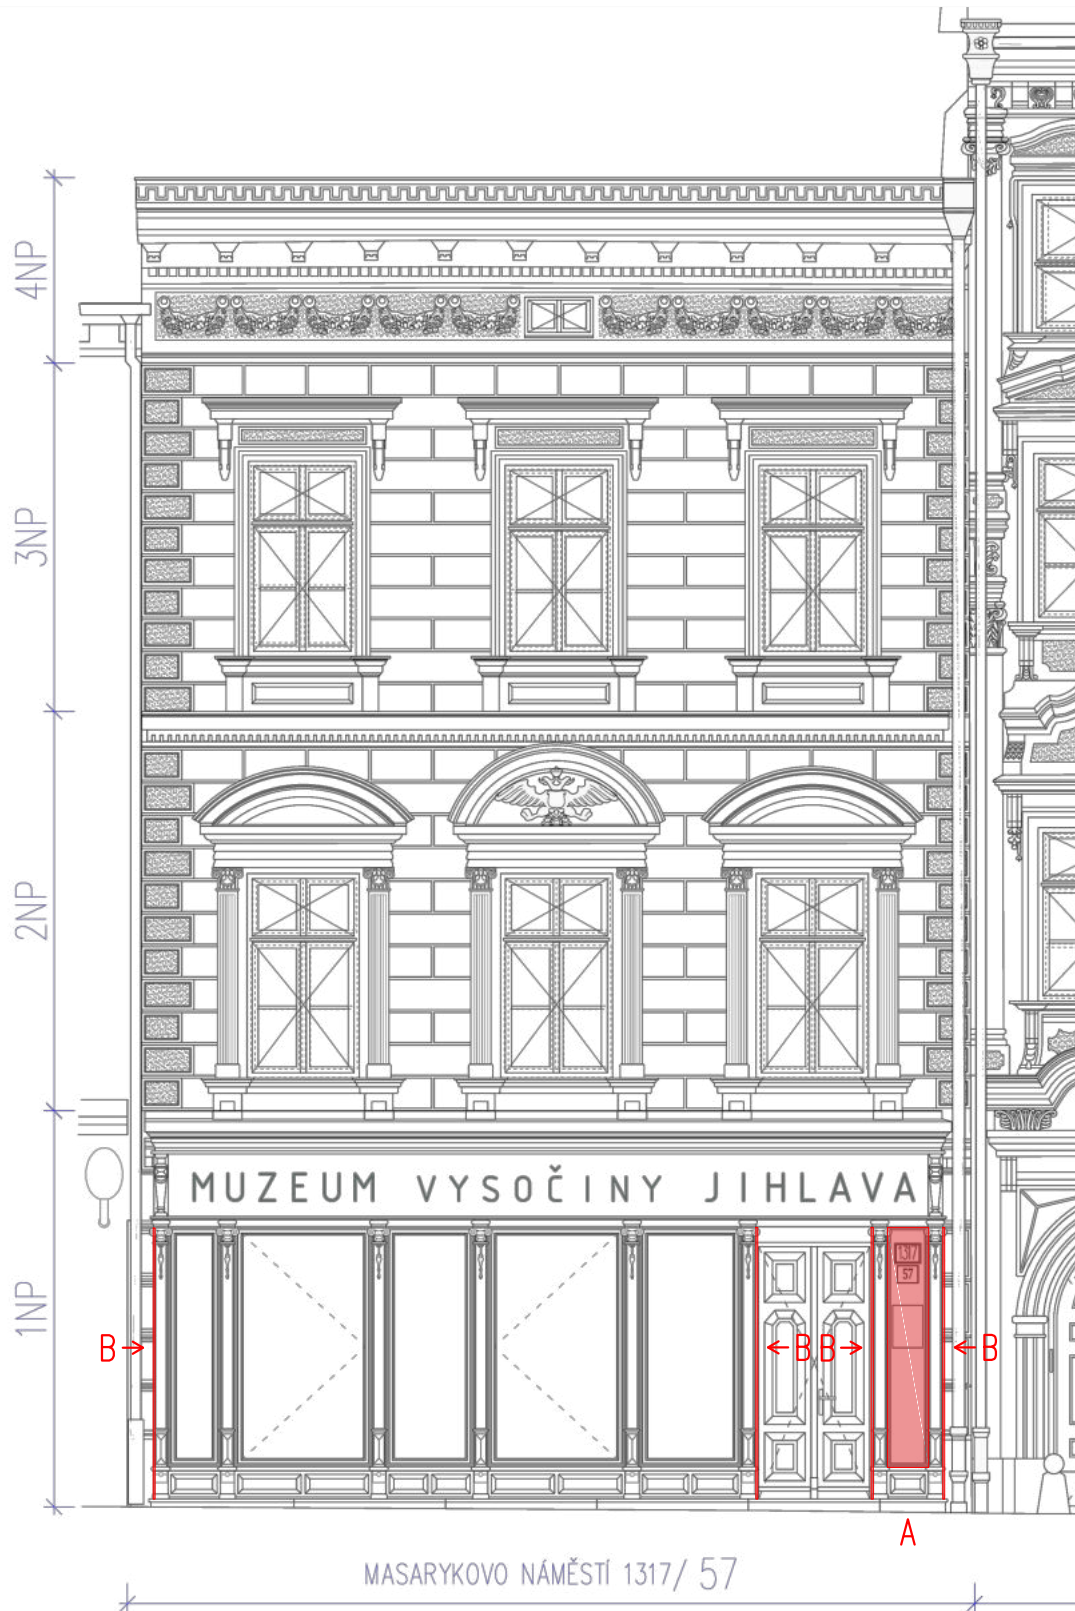 4NP
3NP
2NP
MUZEUM VYSOČINY JIHLAVA
1317
57
1NP
B B B B
A
MASARYKOVO NÁMĚSTÍ 1317/ 57